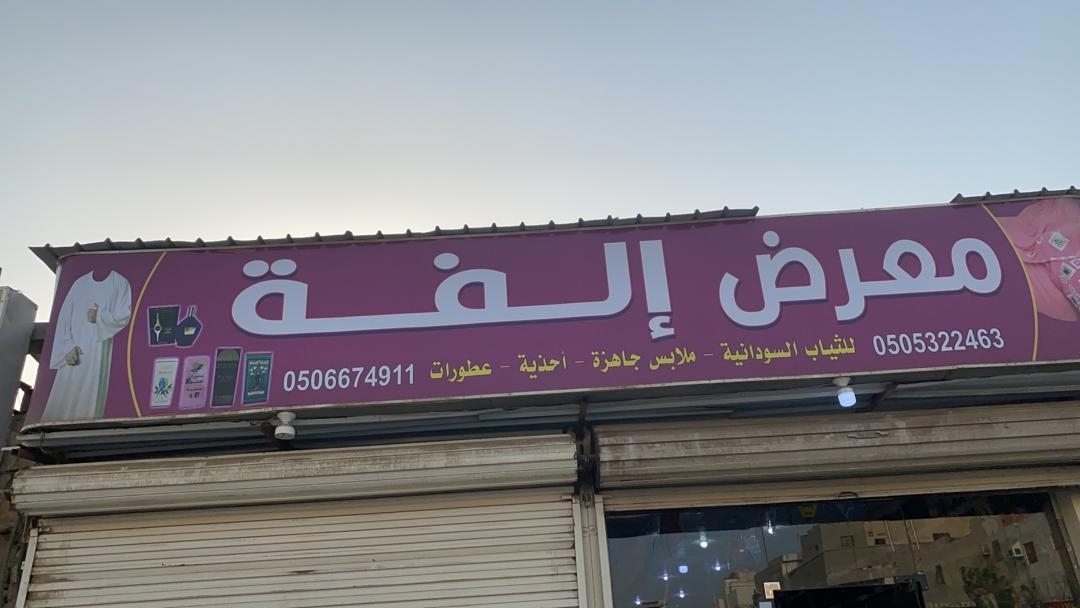 معرض إلفة
0505322463 للثياب السودانية - ملابس جاهزة - أحذية - عطورات 0506674911